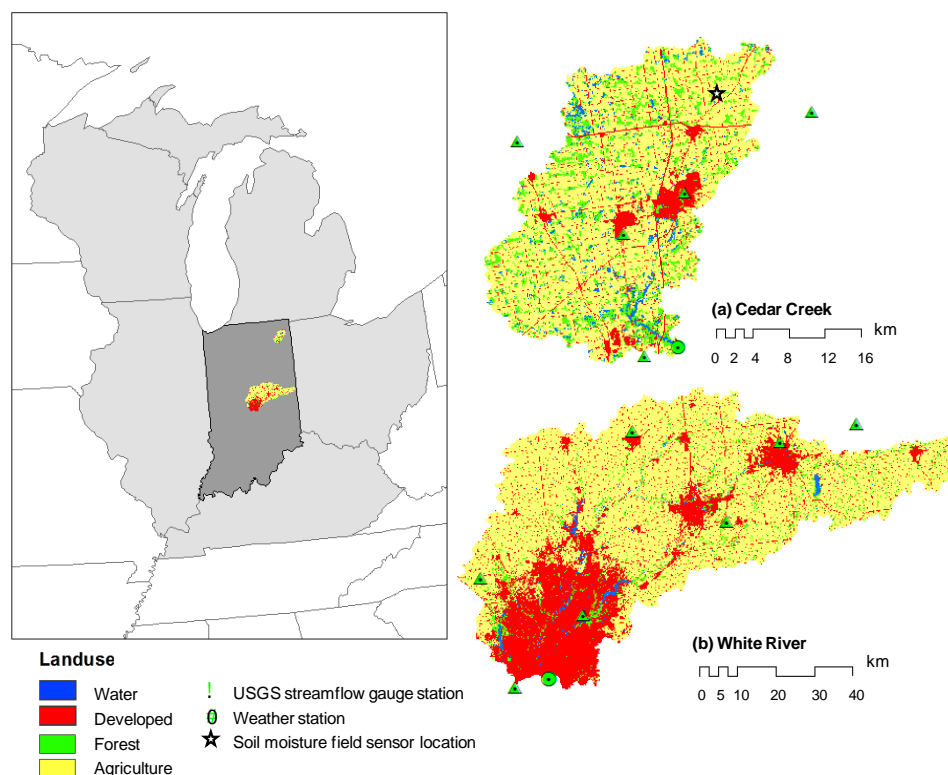 (a) Cedar Creek
km
0 2 4 8 12 16
(b) White River
km
0 5 10 20 30 40
Landuse
Water
Developed
Forest
Agriculture
! USGS streamflow gauge station
0 Weather station
Soil moisture field sensor location